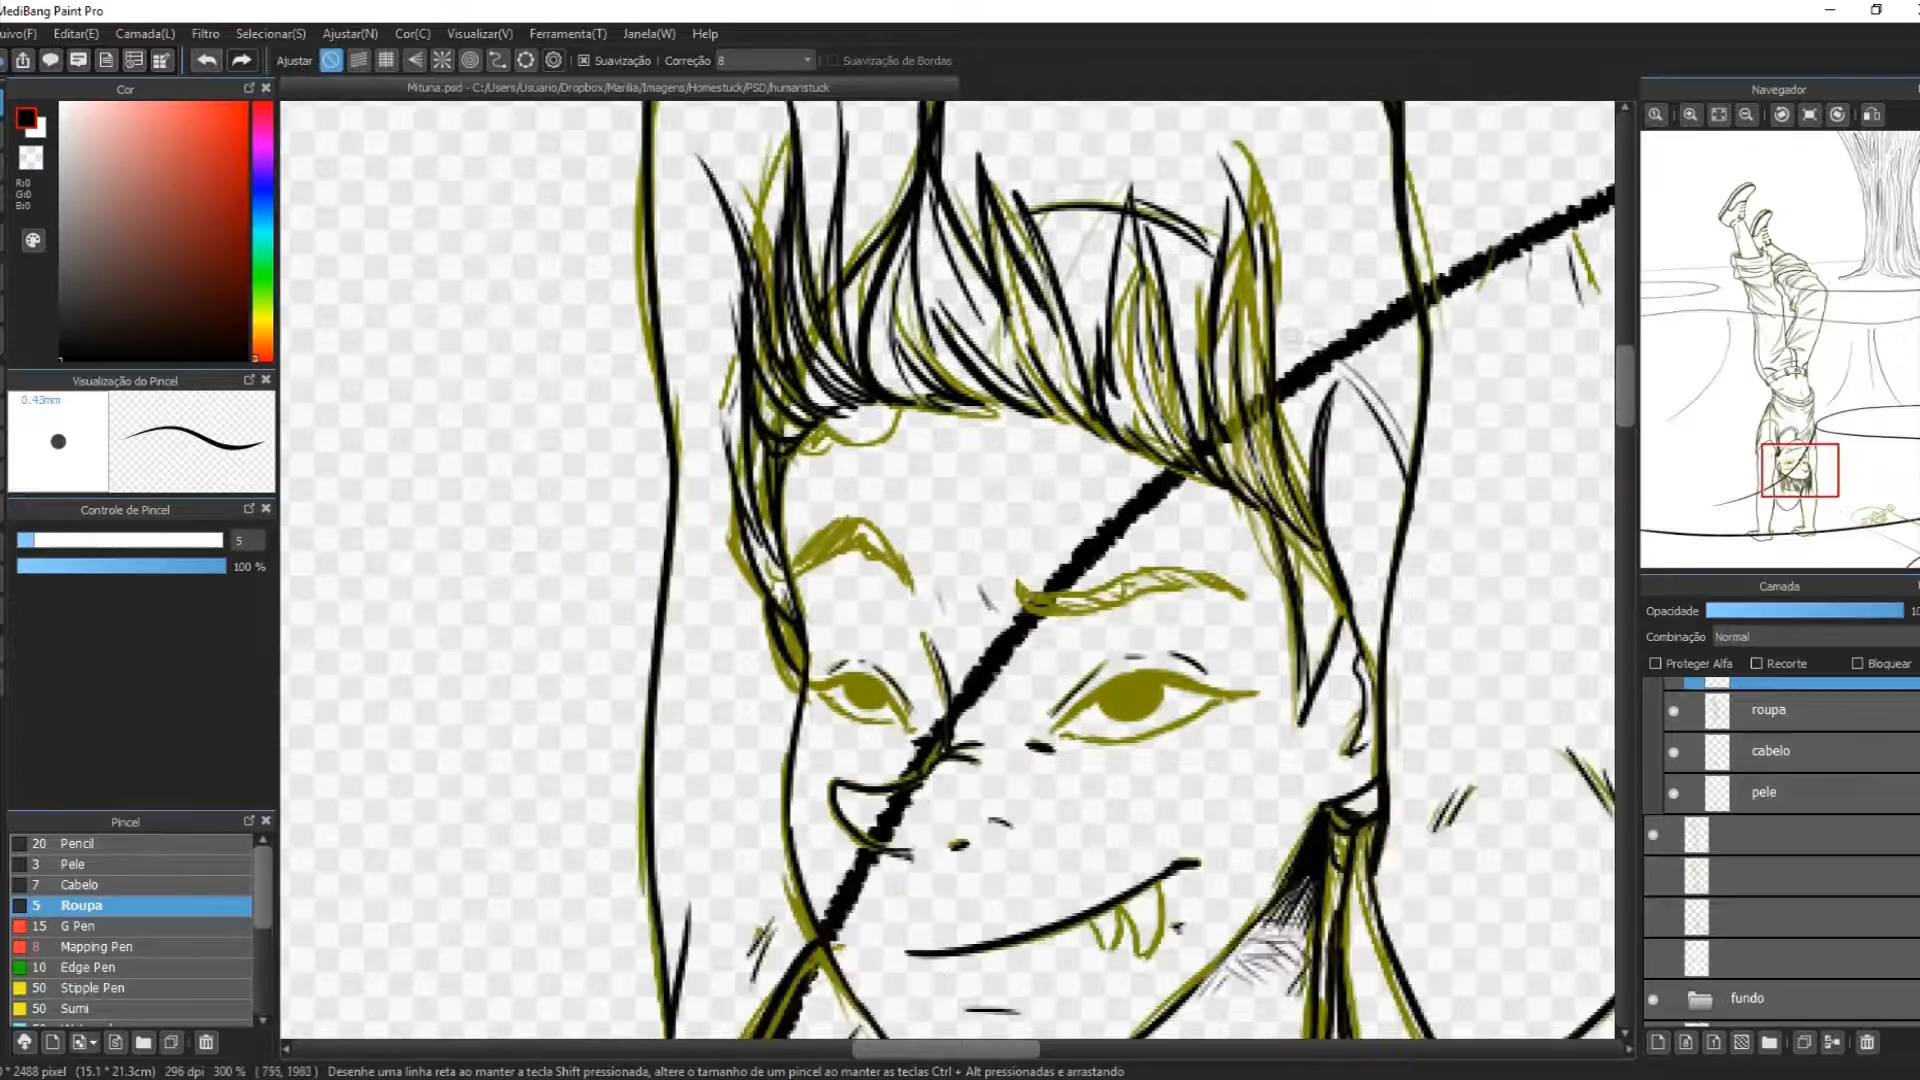 MediBang Paint Pro
uivo(F) Editar(E) Camada(L) Filtro Selecionar(S) Ajustar(N) Cor(C) Visualizar(V) Ferramenta(T) Janela(W) Help
Ajustar Suavização Correção 8 Suavização de Bordas
Cor
Mituna.psd - C:/Users/Usuario/Dropbox/Marilia/Imagens/Homestuck/PSD/humanstuck
Navegador
R:0
G:0
B:0
Visualização do Pincel
0.43mm
Controle de Pincel
5
100 %
Camada
Opacidade 10
Combinação Normal
Proteger Alfa Recorte Bloquear
roupa
cabelo
pele
fundo
Pincel
20 Pencil
3 Pele
7 Cabelo
5 Roupa
15 G Pen
8 Mapping Pen
10 Edge Pen
50 Stipple Pen
50 Sumi
* 2488 pixel (15.1 * 21.3cm) 296 dpi 300 % ( 755, 1983 ) Desenhe uma linha reta ao manter a tecla Shift pressionada, altere o tamanho de um pincel ao manter as teclas Ctrl + Alt pressionadas e arrastando